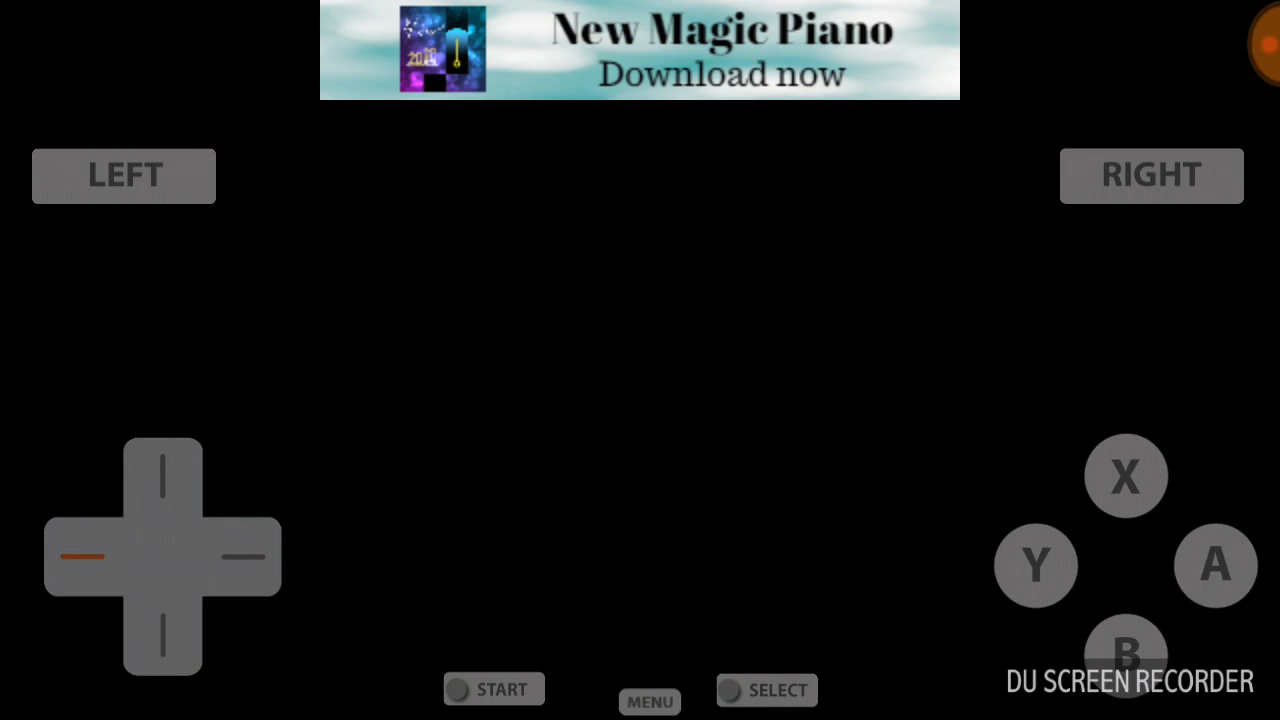 New Magic Piano
Download now
LEFT
RIGHT
X
Y
A
B
START
SELECT
MENU
DU SCREEN RECORDER